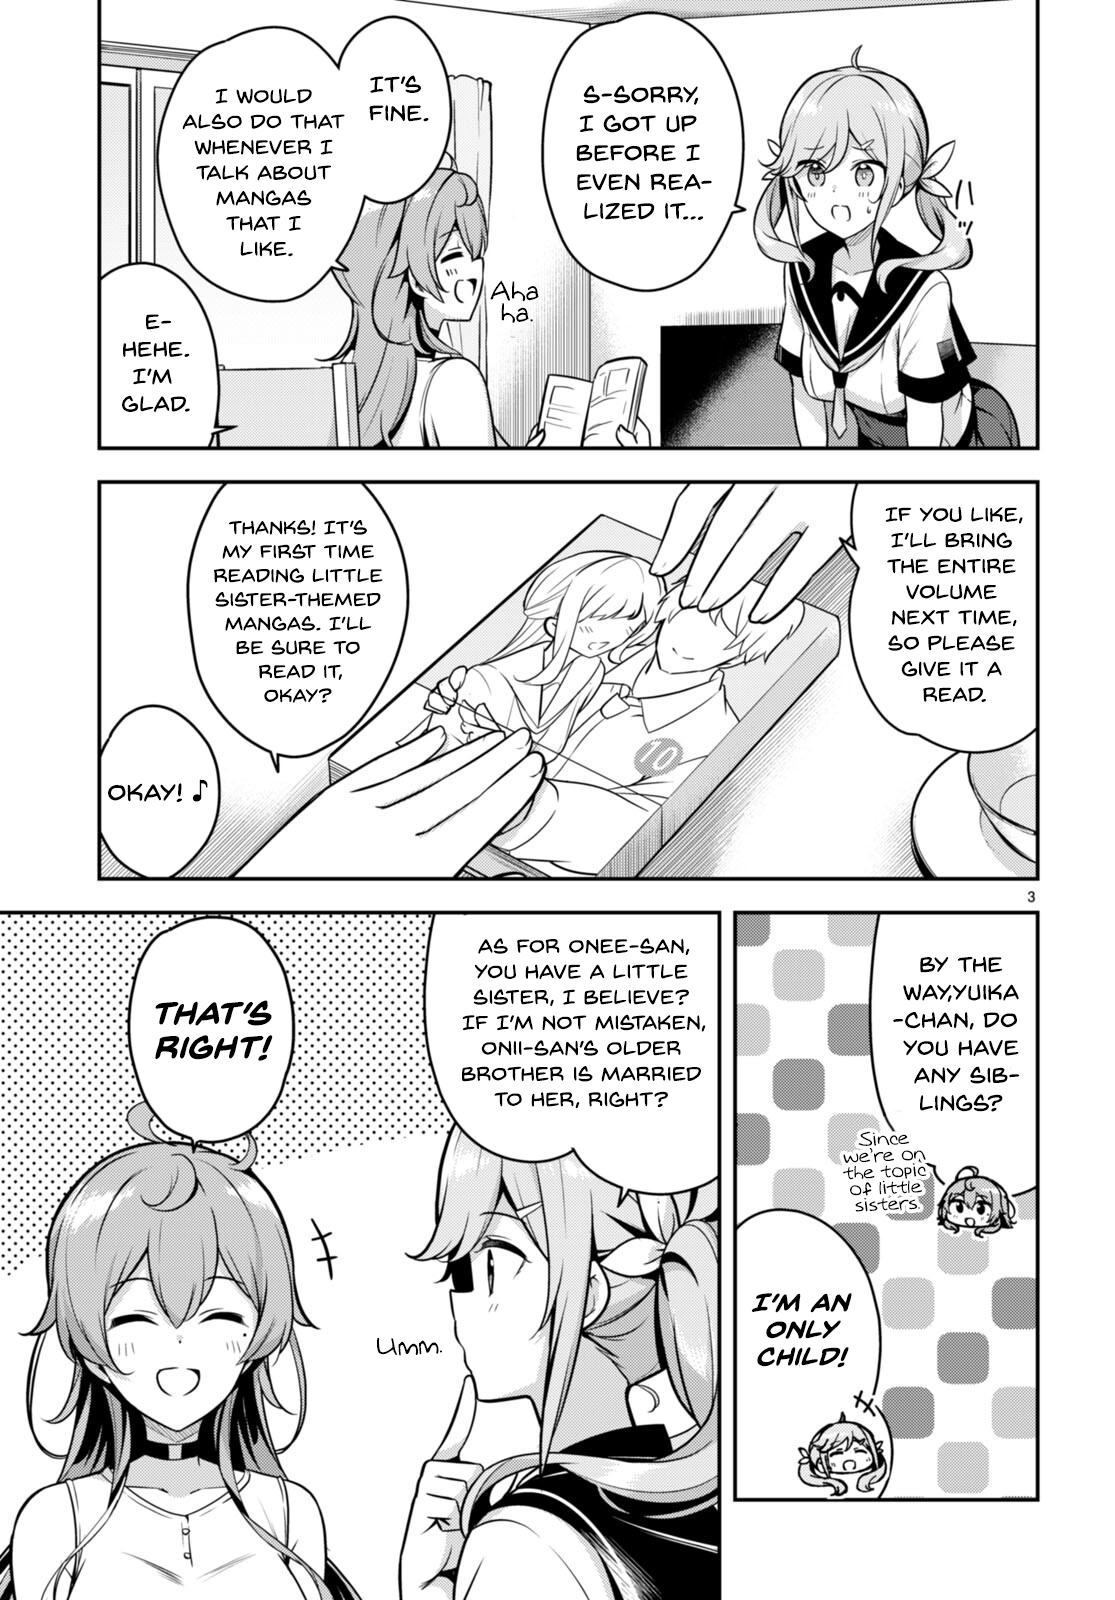 S-SORRY,
I GOT UP
BEFORE I
EVEN REA-
LIZED IT...
IT'S
FINE.
I WOULD
ALSO DO THAT
WHENEVER I
TALK ABOUT
MANGAS
THAT I
LIKE.
Aha
ha.
E-
HEHE.
I'M
GLAD.
IF YOU LIKE,
I'LL BRING
THE ENTIRE
VOLUME
NEXT TIME,
SO PLEASE
GIVE IT A
READ.
THANKS! IT'S
MY FIRST TIME
READING LITTLE
SISTER-THEMED
MANGAS. I'LL
BE SURE TO
READ IT,
OKAY?
10
OKAY! ♪
3
BY THE
WAY,YUIKA
-CHAN, DO
YOU HAVE
ANY SIB-
LINGS?
Since
we're on
the topic
of little
sisters.
I'M AN
ONLY
CHILD!
AS FOR ONEE-SAN,
YOU HAVE A LITTLE
SISTER, I BELIEVE?
IF I'M NOT MISTAKEN,
ONII-SAN'S OLDER
BROTHER IS MARRIED
TO HER, RIGHT?
Umm.
THAT'S
RIGHT!